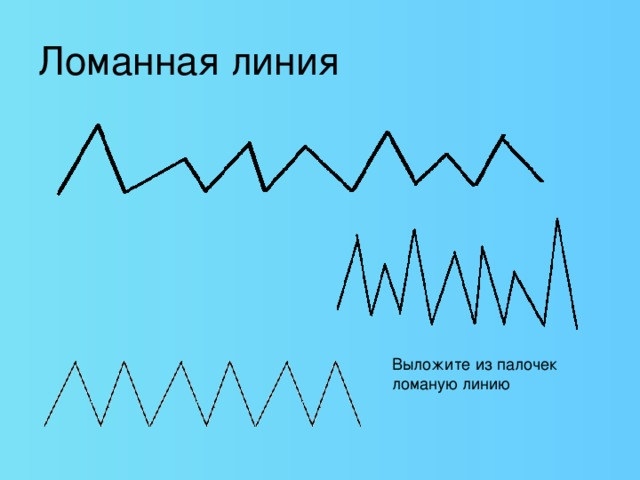 Ломанная линия
Выложите из палочек
ломаную линию